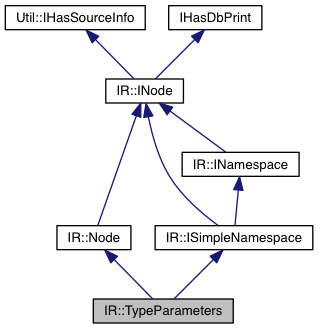 Util::IHasSourceInfo
IHasDbPrint
IR::INode
IR::INamespace
IR::Node
IR::ISimpleNamespace
IR::TypeParameters